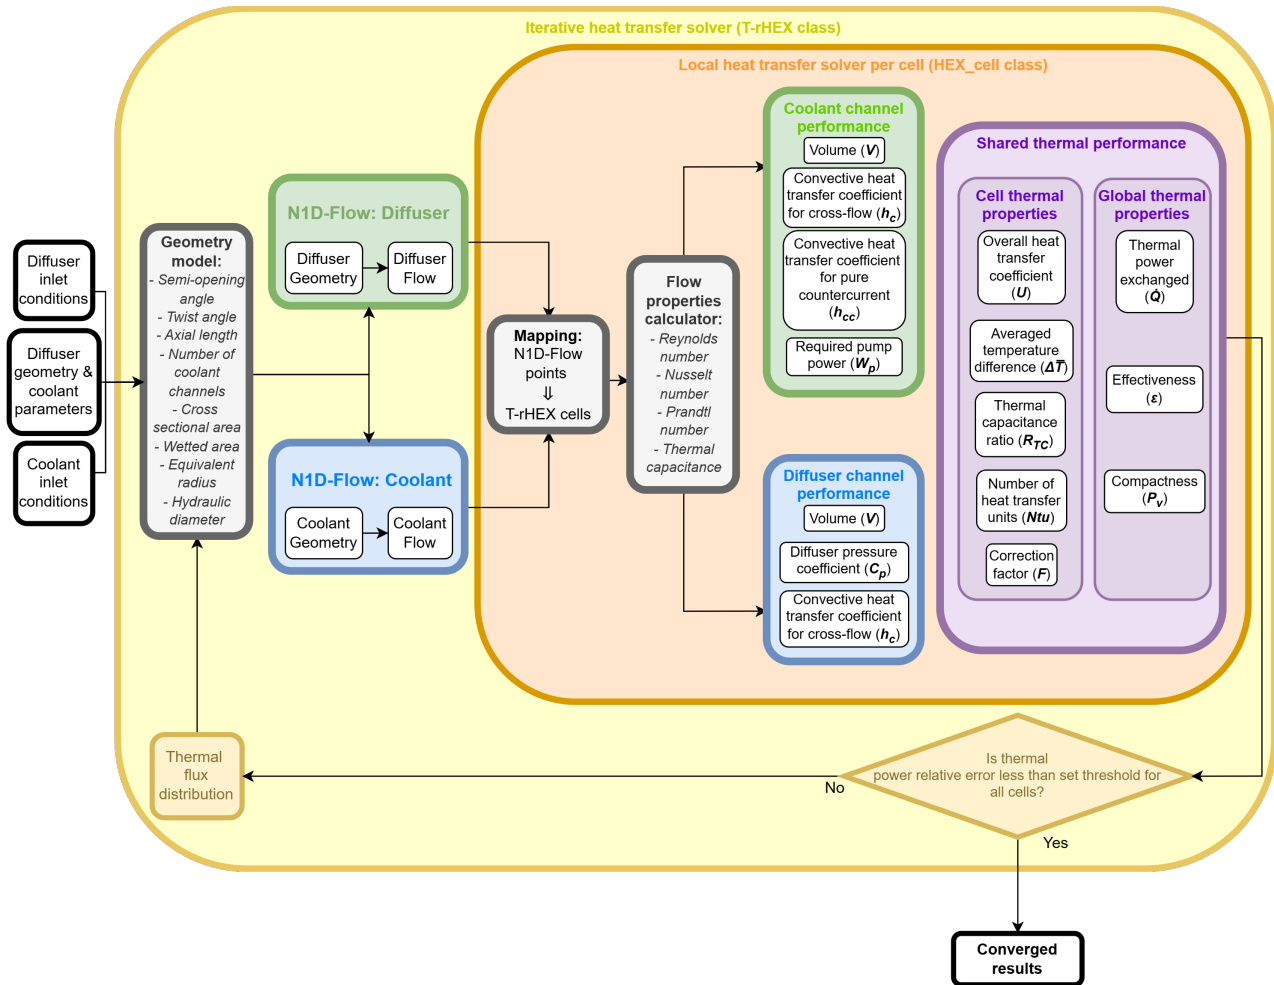 Iterative heat transfer solver (T-rHEX class)
Local heat transfer solver per cell (HEX_cell class)
Diffuser
inlet
conditions
Diffuser
geometry &
coolant
parameters
Coolant
inlet
conditions
Geometry
model:
- Semi-opening
angle
- Twist angle
- Axial length
- Number of
coolant
channels
- Cross
sectional area
- Wetted area
- Equivalent
radius
- Hydraulic
diameter
N1D-Flow: Diffuser
Diffuser
Geometry
Diffuser
Flow
N1D-Flow: Coolant
Coolant
Geometry
Coolant
Flow
Mapping:
N1D-Flow
points
⇓
T-rHEX cells
Flow
properties
calculator:
- Reynolds
number
- Nusselt
number
- Prandtl
number
- Thermal
capacitance
Coolant channel
performance
Volume (V)
Convective heat
transfer coefficient
for cross-flow (h_c)
Convective heat
transfer coefficient
for pure
countercurrent
(h_cc)
Required pump
power (W_p)
Diffuser channel
performance
Volume (V)
Diffuser pressure
coefficient (C_p)
Convective heat
transfer coefficient
for cross-flow (h_c)
Shared thermal performance
Cell thermal
properties
Overall heat
transfer
coefficient
(U)
Averaged
temperature
difference (ΔT̅)
Thermal
capacitance
ratio (R_TC)
Number of
heat transfer
units (Ntu)
Correction
factor (F)
Global thermal
properties
Thermal
power
exchanged
(Q̇)
Effectiveness
(ε)
Compactness
(P_v)
Is thermal
power relative error less than set threshold for
all cells?
No
Yes
Thermal
flux
distribution
Converged
results